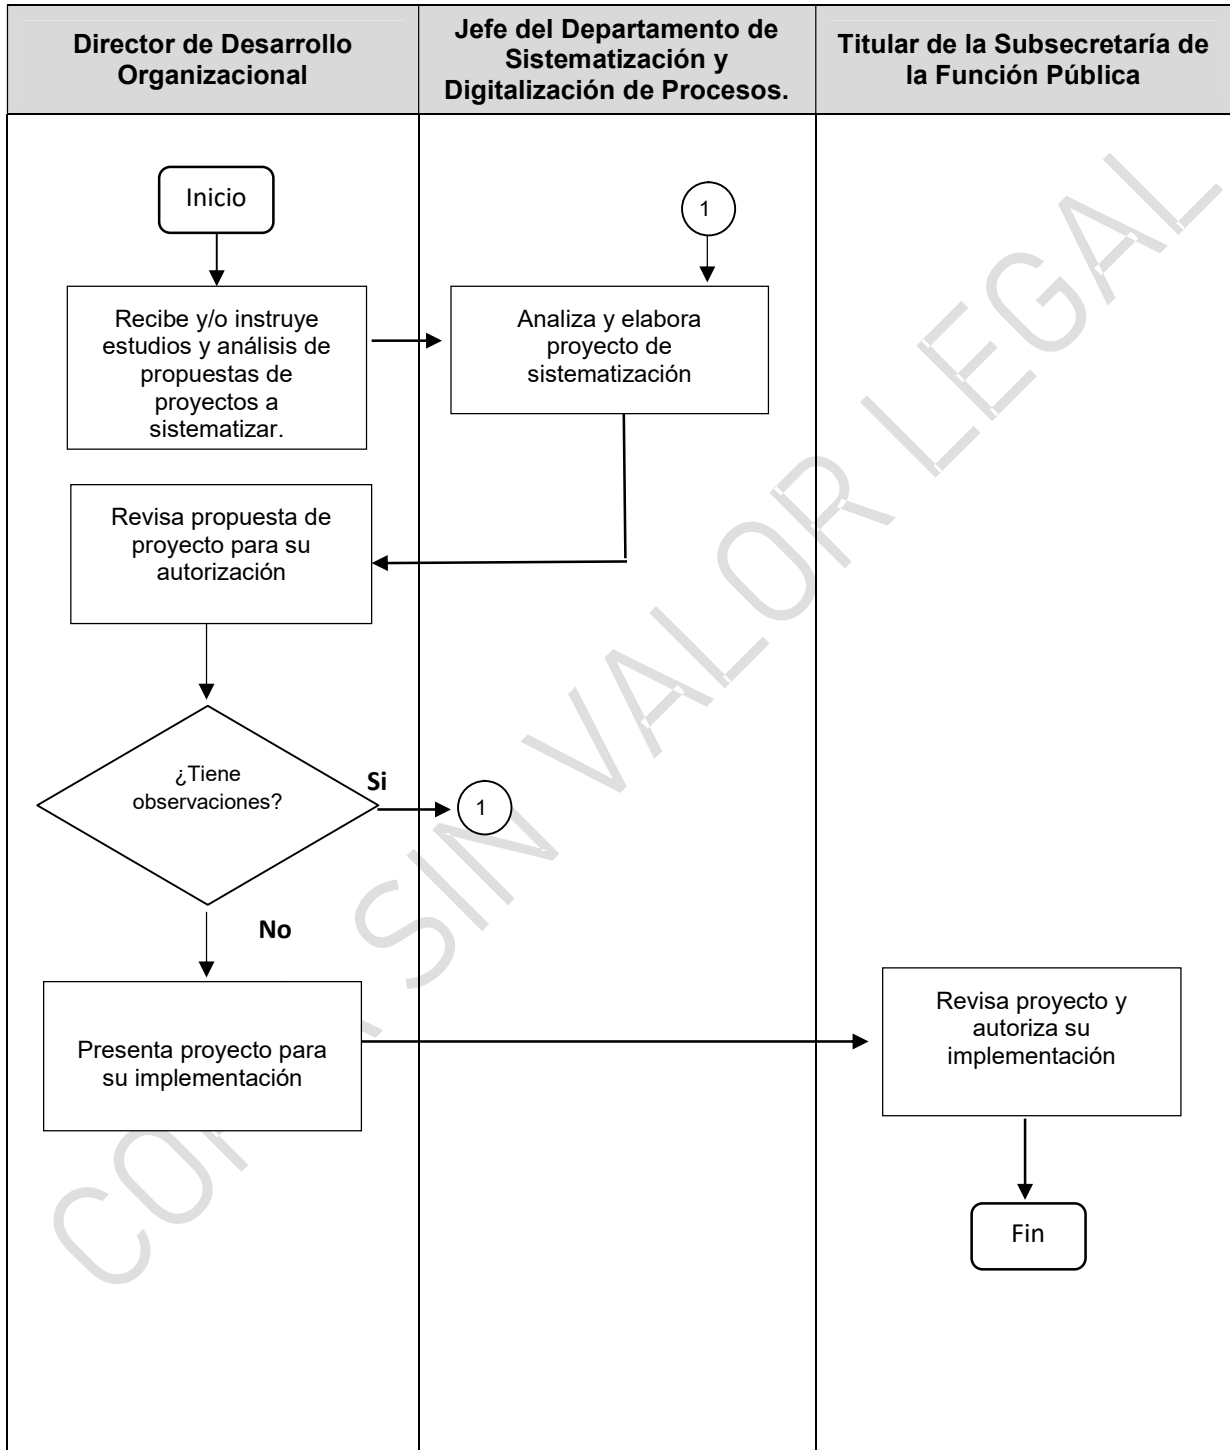 Director de Desarrollo
Organizacional
Jefe del Departamento de
Sistematización y
Digitalización de Procesos.
Titular de la Subsecretaría de
la Función Pública
Inicio
1
Recibe y/o instruye
estudios y análisis de
propuestas de
proyectos a
sistematizar.
Analiza y elabora
proyecto de
sistematización
Revisa propuesta de
proyecto para su
autorización
¿Tiene
observaciones?
Si
1
No
Presenta proyecto para
su implementación
Revisa proyecto y
autoriza su
implementación
Fin
SIN VALOR LEGAL